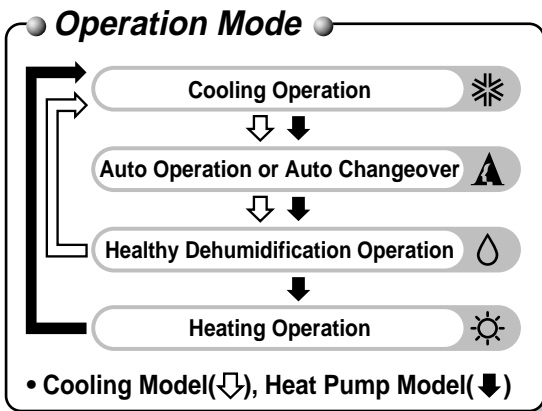 Operation Mode
Cooling Operation
Auto Operation or Auto Changeover
Healthy Dehumidification Operation
Heating Operation
• Cooling Model(⇩), Heat Pump Model(⬇)